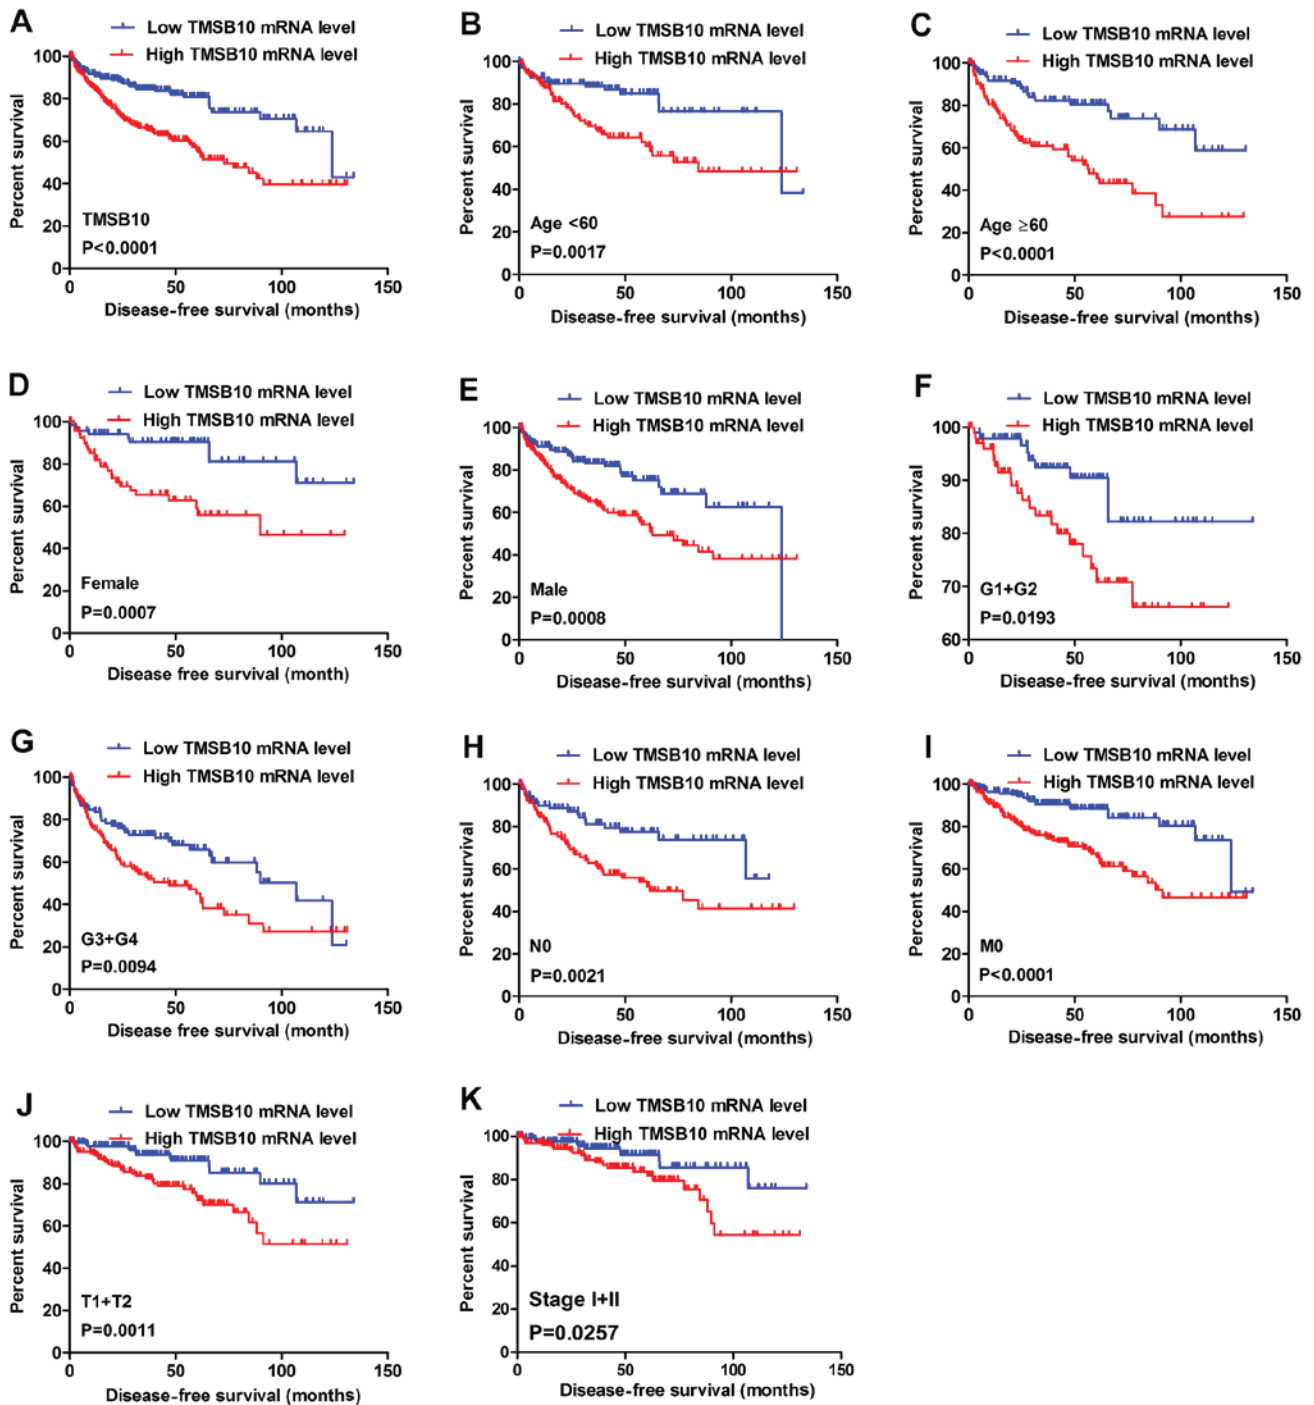 A
Low TMSB10 mRNA level
High TMSB10 mRNA level
100
80
60
40
20
0
Percent survival
TMSB10
P<0.0001
0 50 100 150
Disease-free survival (months)
B
Low TMSB10 mRNA level
High TMSB10 mRNA level
100
80
60
40
20
0
Percent survival
Age <60
P=0.0017
0 50 100 150
Disease-free survival (months)
C
Low TMSB10 mRNA level
High TMSB10 mRNA level
100
80
60
40
20
0
Percent survival
Age ≥60
P<0.0001
0 50 100 150
Disease-free survival (months)
D
Low TMSB10 mRNA level
High TMSB10 mRNA level
100
80
60
40
20
0
Percent survival
Female
P=0.0007
0 50 100 150
Disease free survival (month)
E
Low TMSB10 mRNA level
High TMSB10 mRNA level
100
80
60
40
20
0
Percent survival
Male
P=0.0008
0 50 100 150
Disease-free survival (months)
F
Low TMSB10 mRNA level
High TMSB10 mRNA level
100
90
80
70
60
Percent survival
G1+G2
P=0.0193
0 50 100 150
Disease-free survival (months)
G
Low TMSB10 mRNA level
High TMSB10 mRNA level
100
80
60
40
20
0
Percent survival
G3+G4
P=0.0094
0 50 100 150
Disease free survival (month)
H
Low TMSB10 mRNA level
High TMSB10 mRNA level
100
80
60
40
20
0
Percent survival
N0
P=0.0021
0 50 100 150
Disease-free survival (months)
I
Low TMSB10 mRNA level
High TMSB10 mRNA level
100
80
60
40
20
0
Percent survival
M0
P<0.0001
0 50 100 150
Disease-free survival (months)
J
Low TMSB10 mRNA level
High TMSB10 mRNA level
100
80
60
40
20
0
Percent survival
T1+T2
P=0.0011
0 50 100 150
Disease-free survival (months)
K
Low TMSB10 mRNA level
High TMSB10 mRNA level
100
80
60
40
20
0
Percent survival
Stage I+II
P=0.0257
0 50 100 150
Disease-free survival (months)